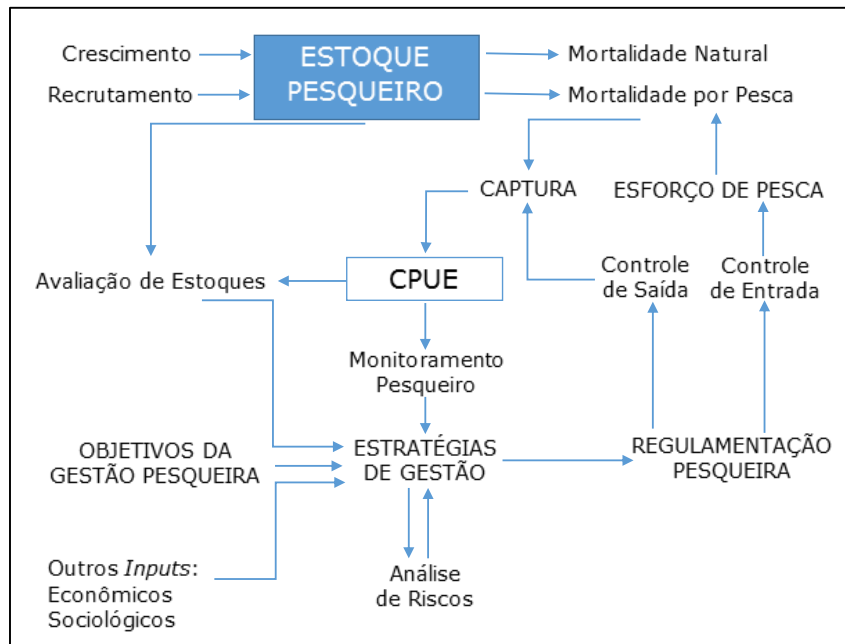 Crescimento
ESTOQUE
PESQUEIRO
Mortalidade Natural
Recrutamento
Mortalidade por Pesca
CAPTURA
ESFORÇO DE PESCA
Avaliação de Estoques
CPUE
Controle
de Saída
Controle
de Entrada
Monitoramento
Pesqueiro
OBJETIVOS DA
GESTÃO PESQUEIRA
ESTRATÉGIAS
DE GESTÃO
REGULAMENTAÇÃO
PESQUEIRA
Outros Inputs:
Econômicos
Sociológicos
Análise
de Riscos